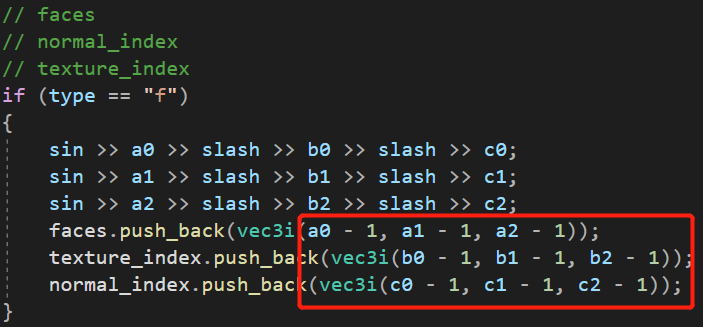 // faces
// normal_index
// texture_index
if (type == "f")
{
sin >> a0 >> slash >> b0 >> slash >> c0;
sin >> a1 >> slash >> b1 >> slash >> c1;
sin >> a2 >> slash >> b2 >> slash >> c2;
faces.push_back(vec3i(a0 - 1, a1 - 1, a2 - 1));
texture_index.push_back(vec3i(b0 - 1, b1 - 1, b2 - 1));
normal_index.push_back(vec3i(c0 - 1, c1 - 1, c2 - 1));
}